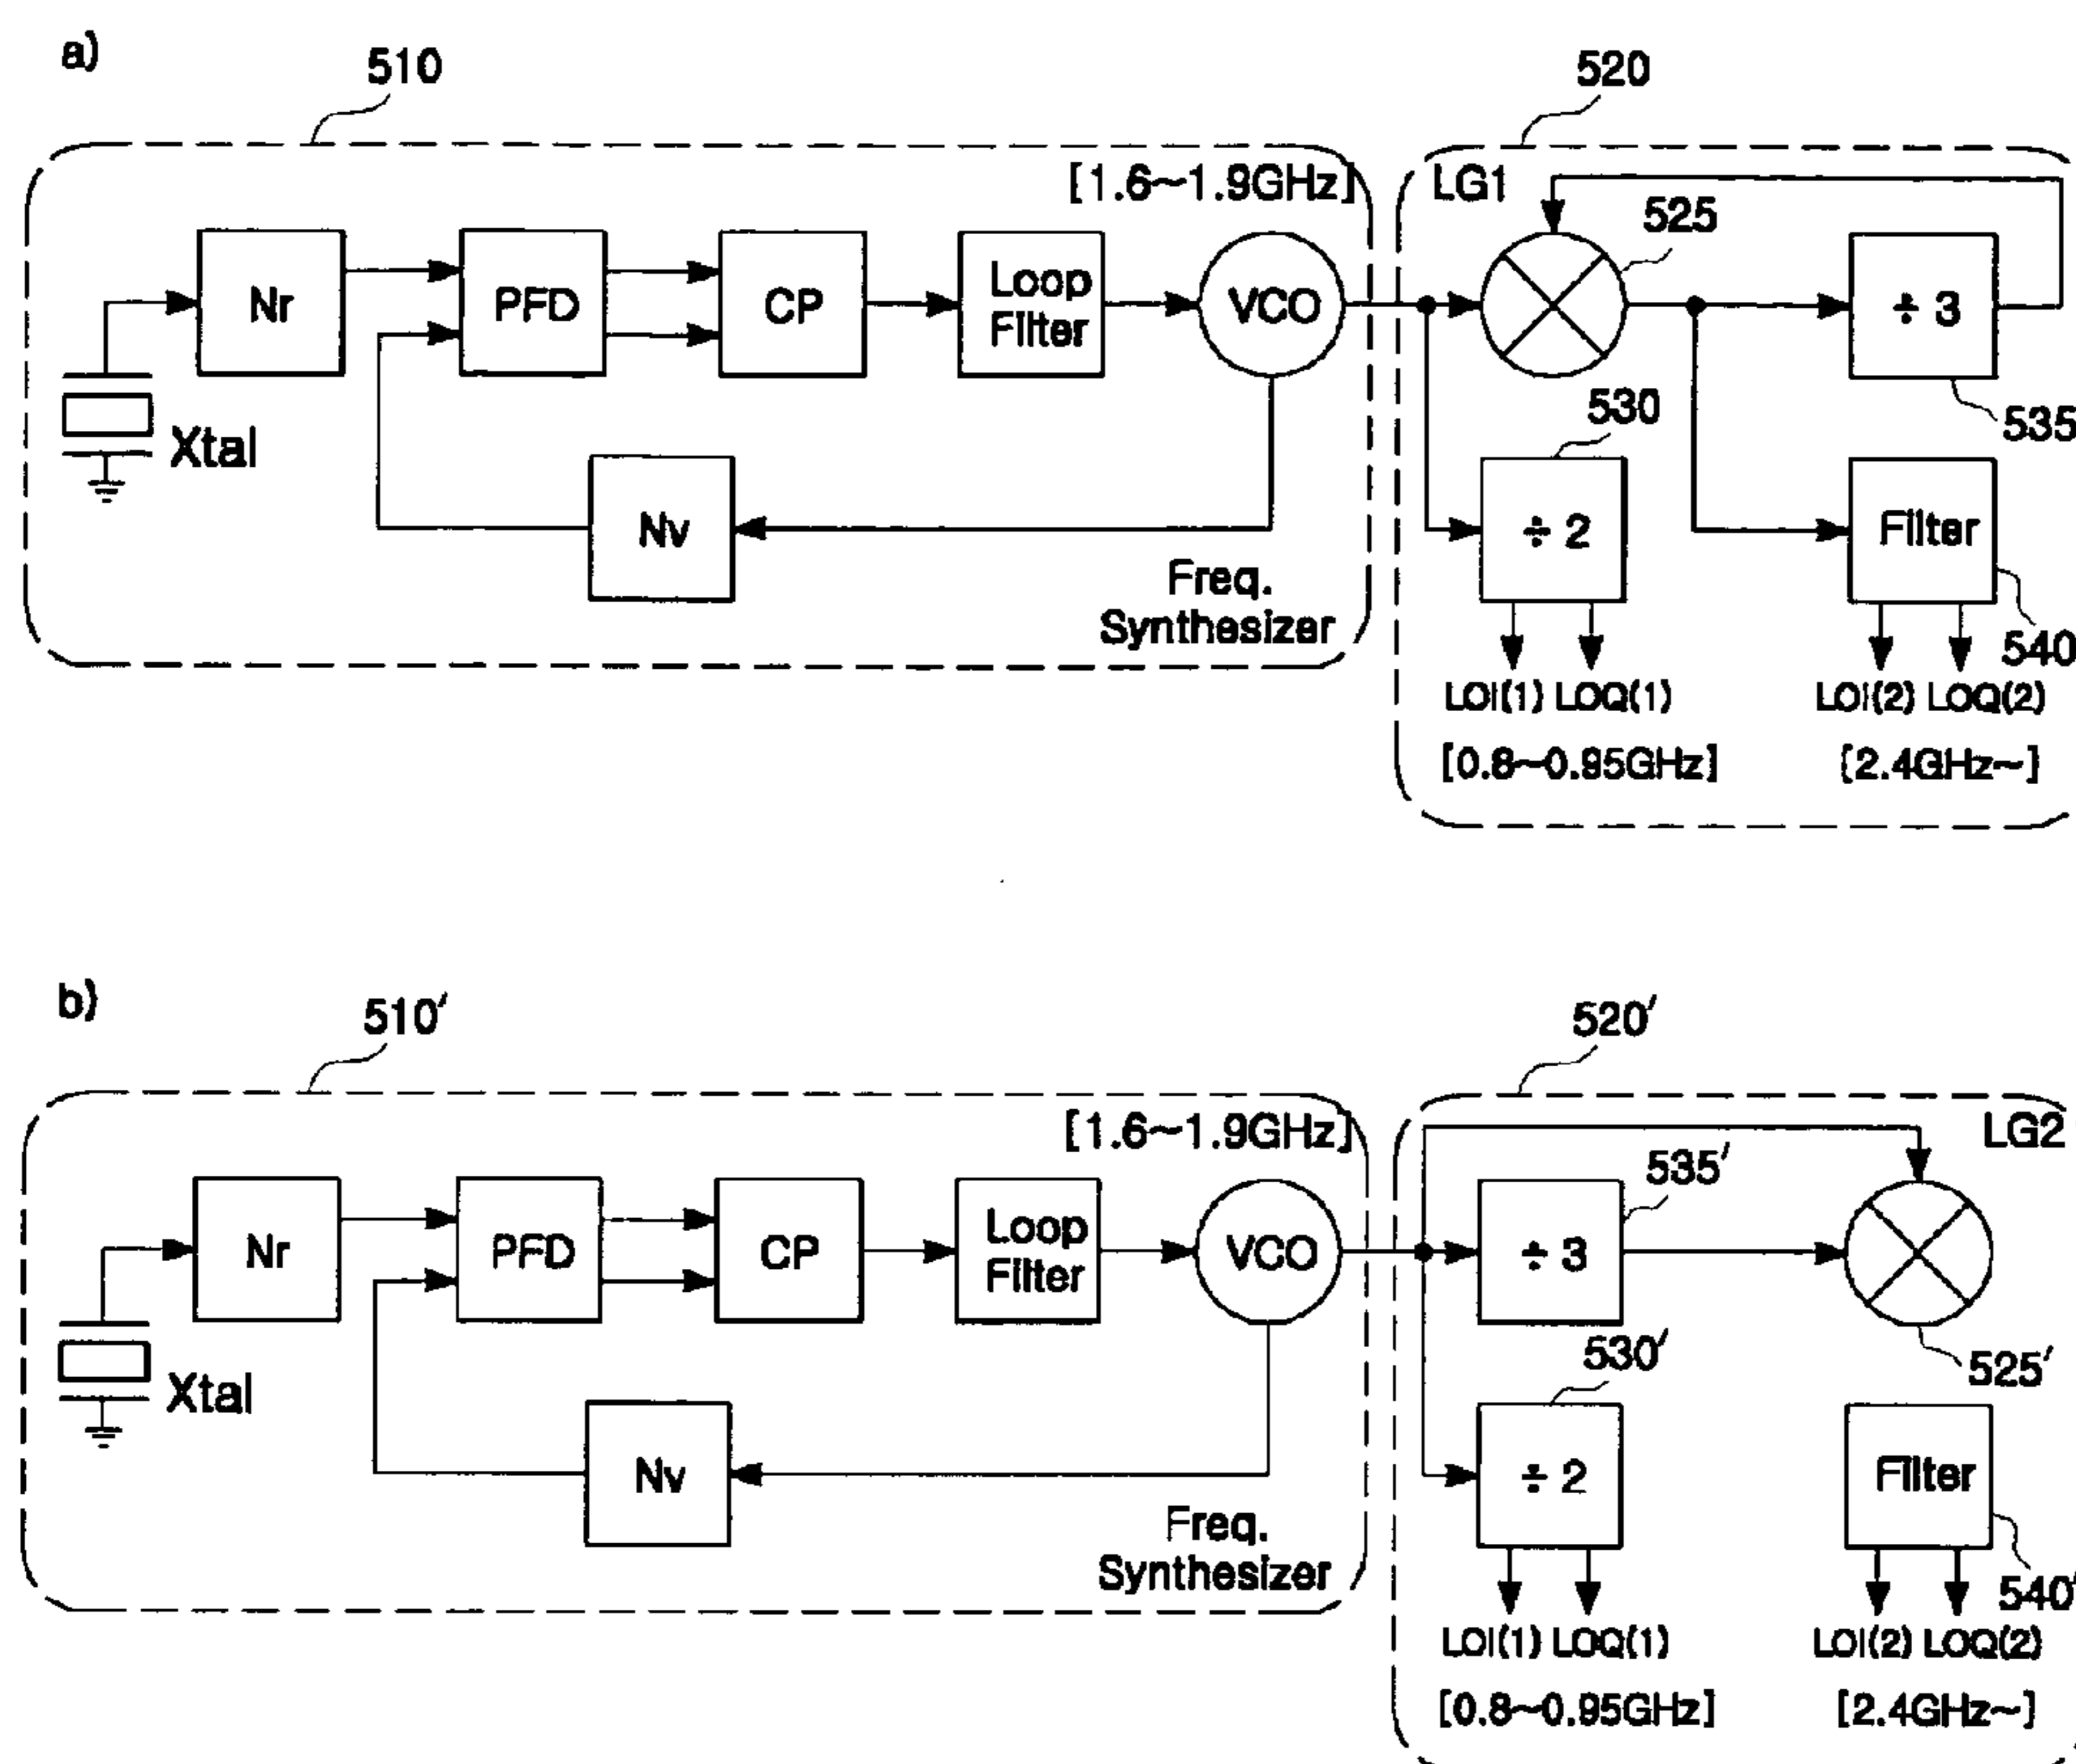 a)
510
520
[1.6~1.9GHz]
LG1
525
Nr
PFD
CP
Loop
Filter
VCO
÷ 3
530
535
Xtal
Nv
÷ 2
Filter
Freq.
Synthesizer
540
LOI(1) LOQ(1)
LOI(2) LOQ(2)
[0.8~0.95GHz]
[2.4GHz~]
b)
510′
520′
[1.6~1.9GHz]
LG2
535′
Nr
PFD
CP
Loop
Filter
VCO
÷ 3
530′
525′
Xtal
Nv
÷ 2
Filter
Freq.
Synthesizer
540′
LOI(1) LOQ(1)
LOI(2) LOQ(2)
[0.8~0.95GHz]
[2.4GHz~]